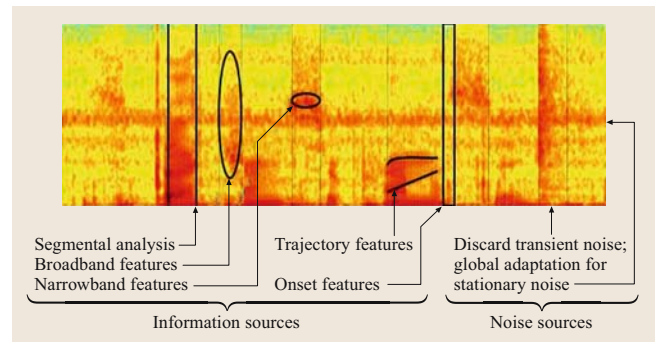 Segmental analysis
Broadband features
Narrowband features
Trajectory features
Onset features
Discard transient noise;
global adaptation for
stationary noise
Information sources
Noise sources